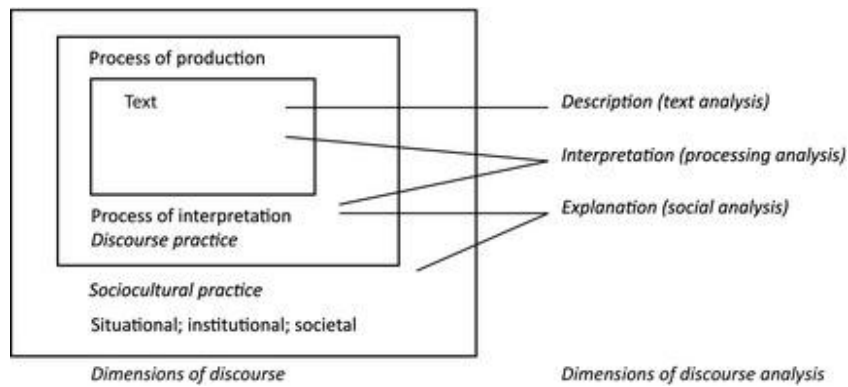 Process of production
Text
Description (text analysis)
Interpretation (processing analysis)
Process of interpretation
Explanation (social analysis)
Discourse practice
Sociocultural practice
Situational; institutional; societal
Dimensions of discourse
Dimensions of discourse analysis